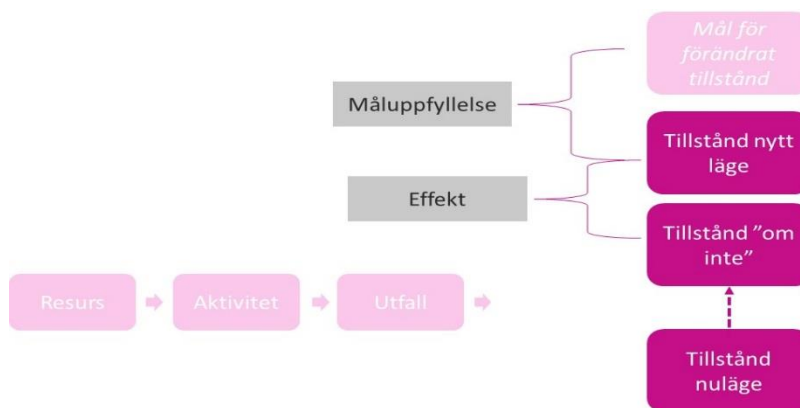 Mål för
förändrat
tillstånd
Måluppfyllelse
Tillstånd nytt
läge
Effekt
Tillstånd ”om
inte”
Resurs
Aktivitet
Utfall
Tillstånd
nuläge